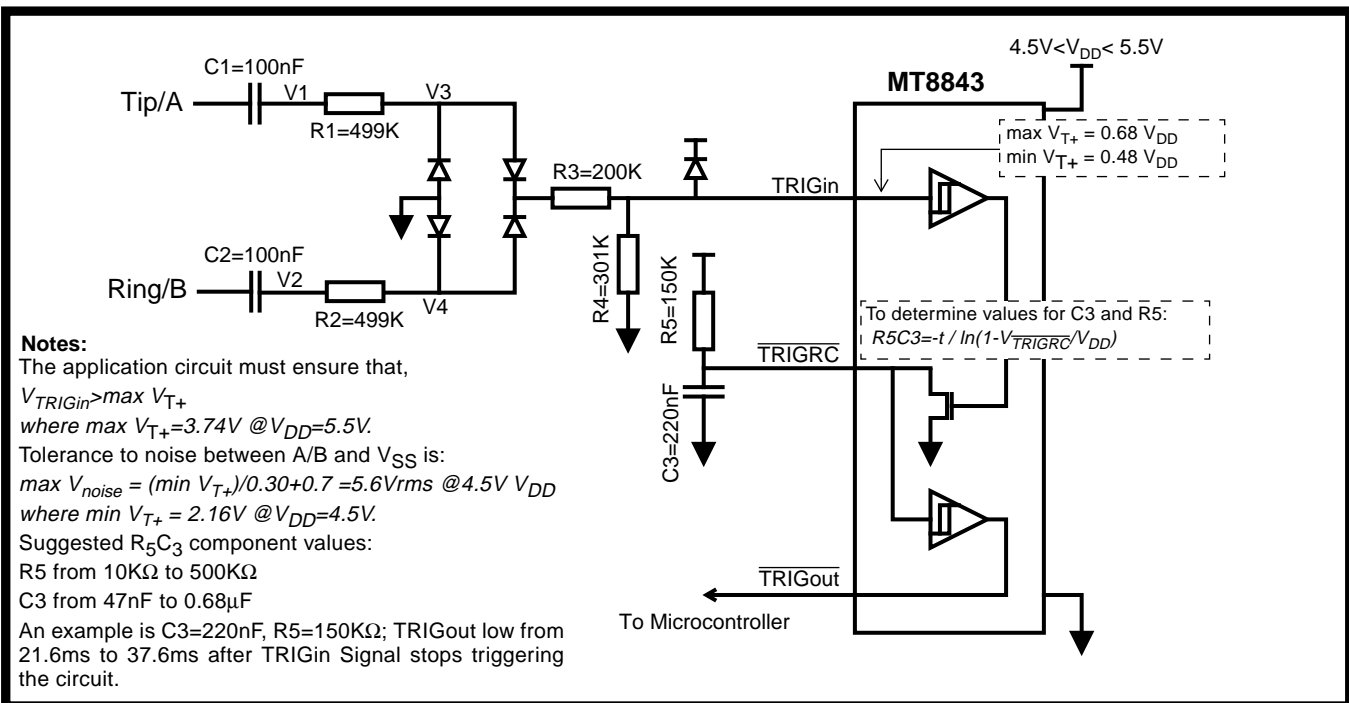 4.5V<VDD< 5.5V
C1=100nF
MT8843
Tip/A
V1
V3
R1=499K
max VT+ = 0.68 VDD
min VT+ = 0.48 VDD
R3=200K
TRIGin
C2=100nF
Ring/B
V2
V4
R2=499K
R4=301K
R5=150K
To determine values for C3 and R5:
R5C3=-t / ln(1-VTRIGRC/VDD)
TRIGRC
C3=220nF
TRIGout
To Microcontroller
Notes:
The application circuit must ensure that,
VTRIGin>max VT+
where max VT+=3.74V @VDD=5.5V.
Tolerance to noise between A/B and VSS is:
max Vnoise = (min VT+)/0.30+0.7 =5.6Vrms @4.5V VDD
where min VT+ = 2.16V @VDD=4.5V.
Suggested R5C3 component values:
R5 from 10KΩ to 500KΩ
C3 from 47nF to 0.68µF
An example is C3=220nF, R5=150KΩ; TRIGout low from
21.6ms to 37.6ms after TRIGin Signal stops triggering
the circuit.